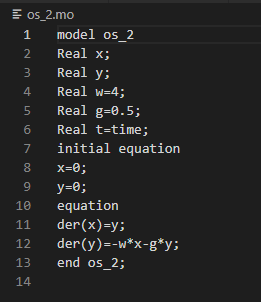 os_2.mo
1 model os_2
2 Real x;
3 Real y;
4 Real w=4;
5 Real g=0.5;
6 Real t=time;
7 initial equation
8 x=0;
9 y=0;
10 equation
11 der(x)=y;
12 der(y)=-w*x-g*y;
13 end os_2;
14